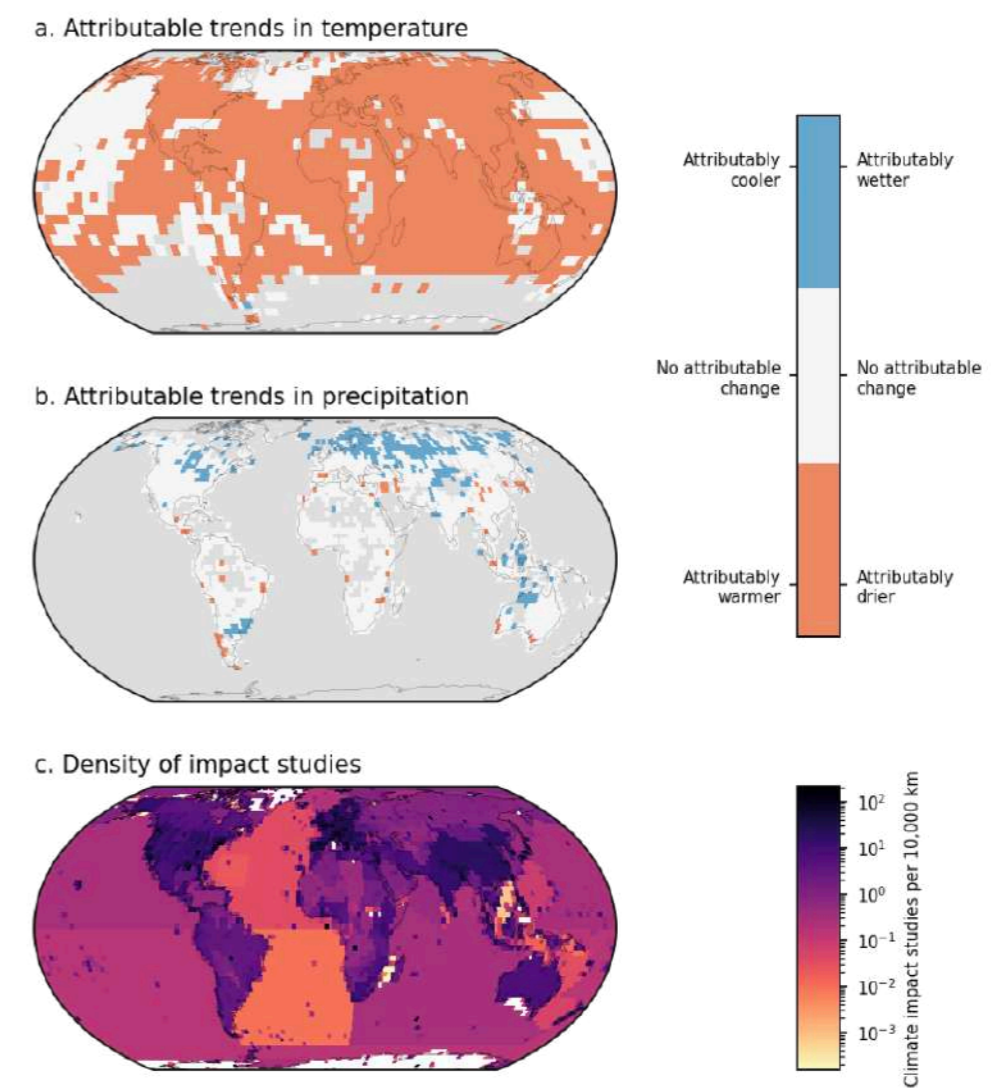 a. Attributable trends in temperature
Attributably
cooler
Attributably
wetter
No attributable
change
No attributable
change
b. Attributable trends in precipitation
Attributably
warmer
Attributably
drier
c. Density of impact studies
10²
10¹
10⁰
10⁻¹
10⁻²
10⁻³
Climate impact studies per 10,000 km